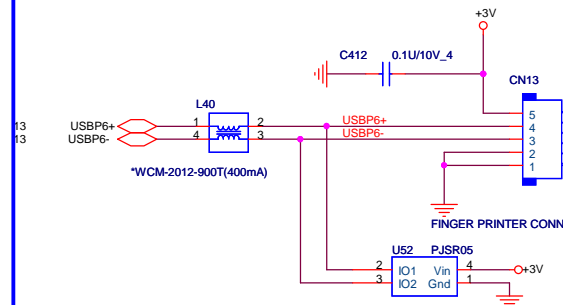 +3V
C412 0.1U/10V_4
CN13
L40
5
13 USBP6+ 1 2 USBP6+ 4
13 USBP6- 4 3 USBP6- 3
2
1
*WCM-2012-900T(400mA)
FINGER PRINTER CONN
U52 PJSR05
2 IO1 Vin 4 +3V
3 IO2 Gnd 1